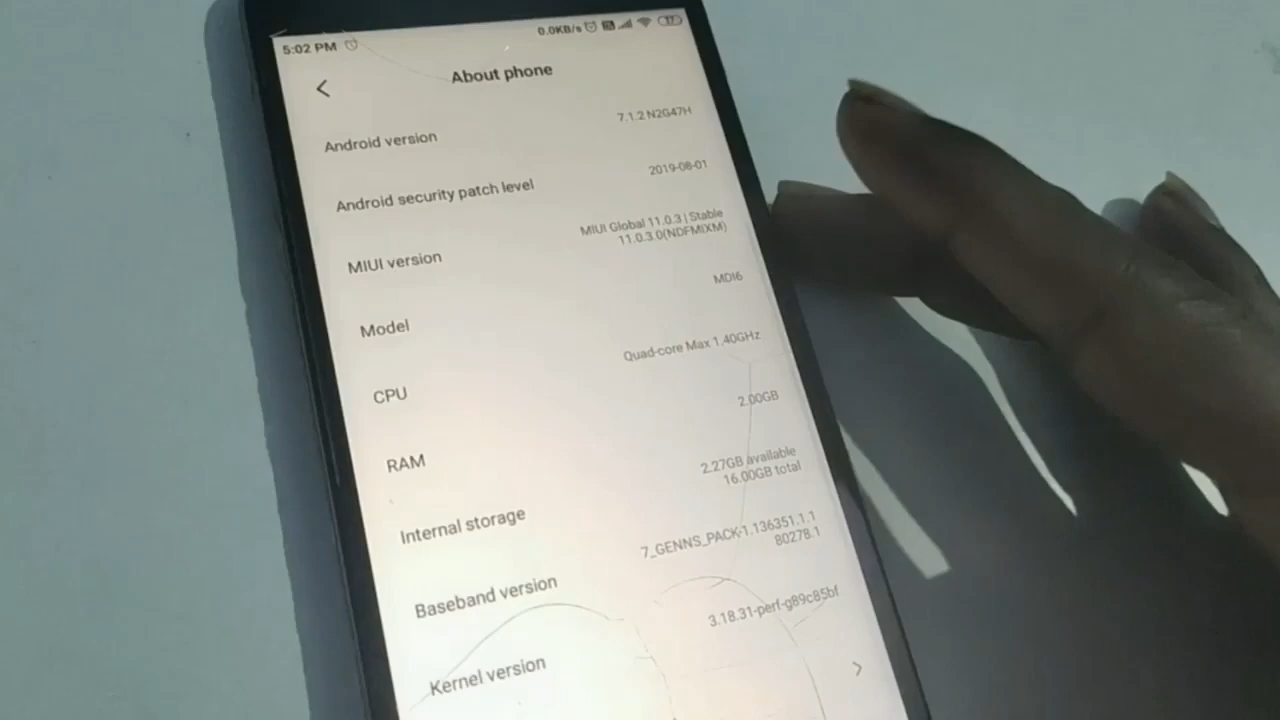 5:02 PM
0.0KB/s
About phone
Android version
7.1.2 N2G47H
Android security patch level
2019-08-01
MIUI version
MIUI Global 11.0.3 | Stable
11.0.3.0(NDFMIXM)
Model
MDI6
CPU
Quad-core Max 1.40GHz
RAM
2.00GB
Internal storage
2.27GB available
16.00GB total
Baseband version
7_GENNS_PACK-1.136351.1.1
80278.1
Kernel version
3.18.31-perf-g89c85bf